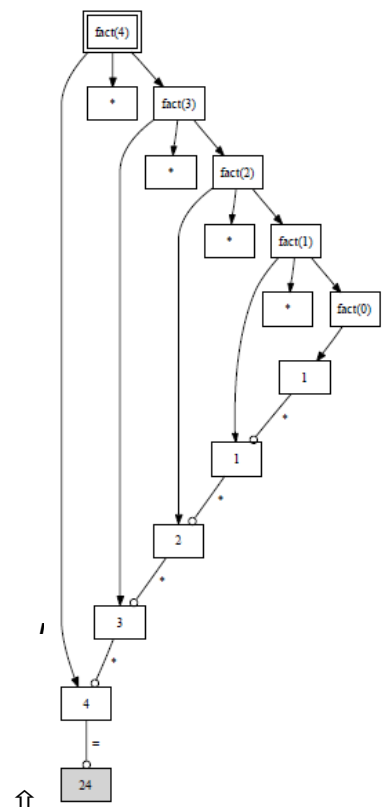 fact(4)
* fact(3)
* fact(2)
* fact(1)
* fact(0)
1
*
1
*
2
*
3
*
4
=
24
⇧